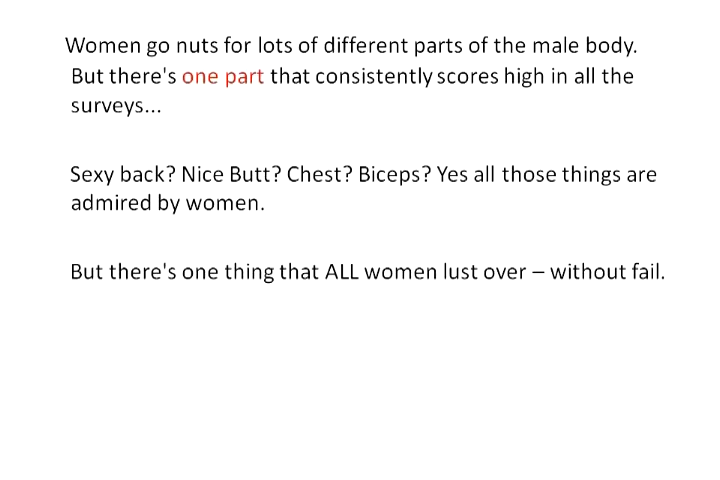 Women go nuts for lots of different parts of the male body.
But there's one part that consistently scores high in all the
surveys...
Sexy back? Nice Butt? Chest? Biceps? Yes all those things are
admired by women.
But there's one thing that ALL women lust over – without fail.